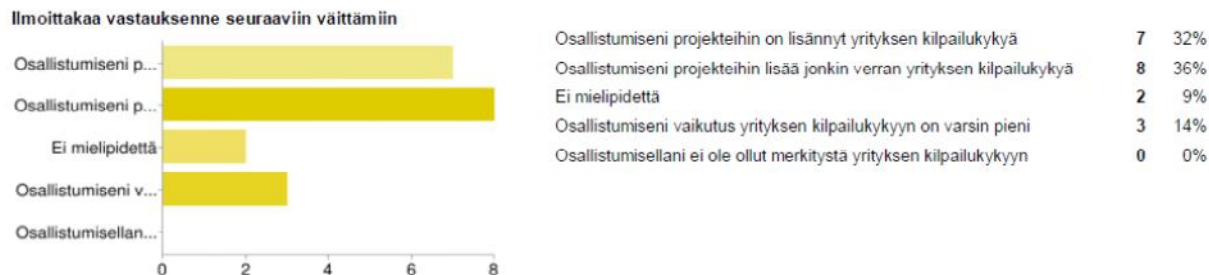 Ilmoittakaa vastauksenne seuraaviin väittämiin
Osallistumiseni p...
Osallistumiseni p...
Ei mielipidettä
Osallistumiseni v...
Osallistumisellan...
0 2 4 6 8
Osallistumiseni projekteihin on lisännyt yrityksen kilpailukykyä 7 32%
Osallistumiseni projekteihin lisää jonkin verran yrityksen kilpailukykyä 8 36%
Ei mielipidettä 2 9%
Osallistumiseni vaikutus yrityksen kilpailukykyyn on varsin pieni 3 14%
Osallistumisellani ei ole ollut merkitystä yrityksen kilpailukykyyn 0 0%